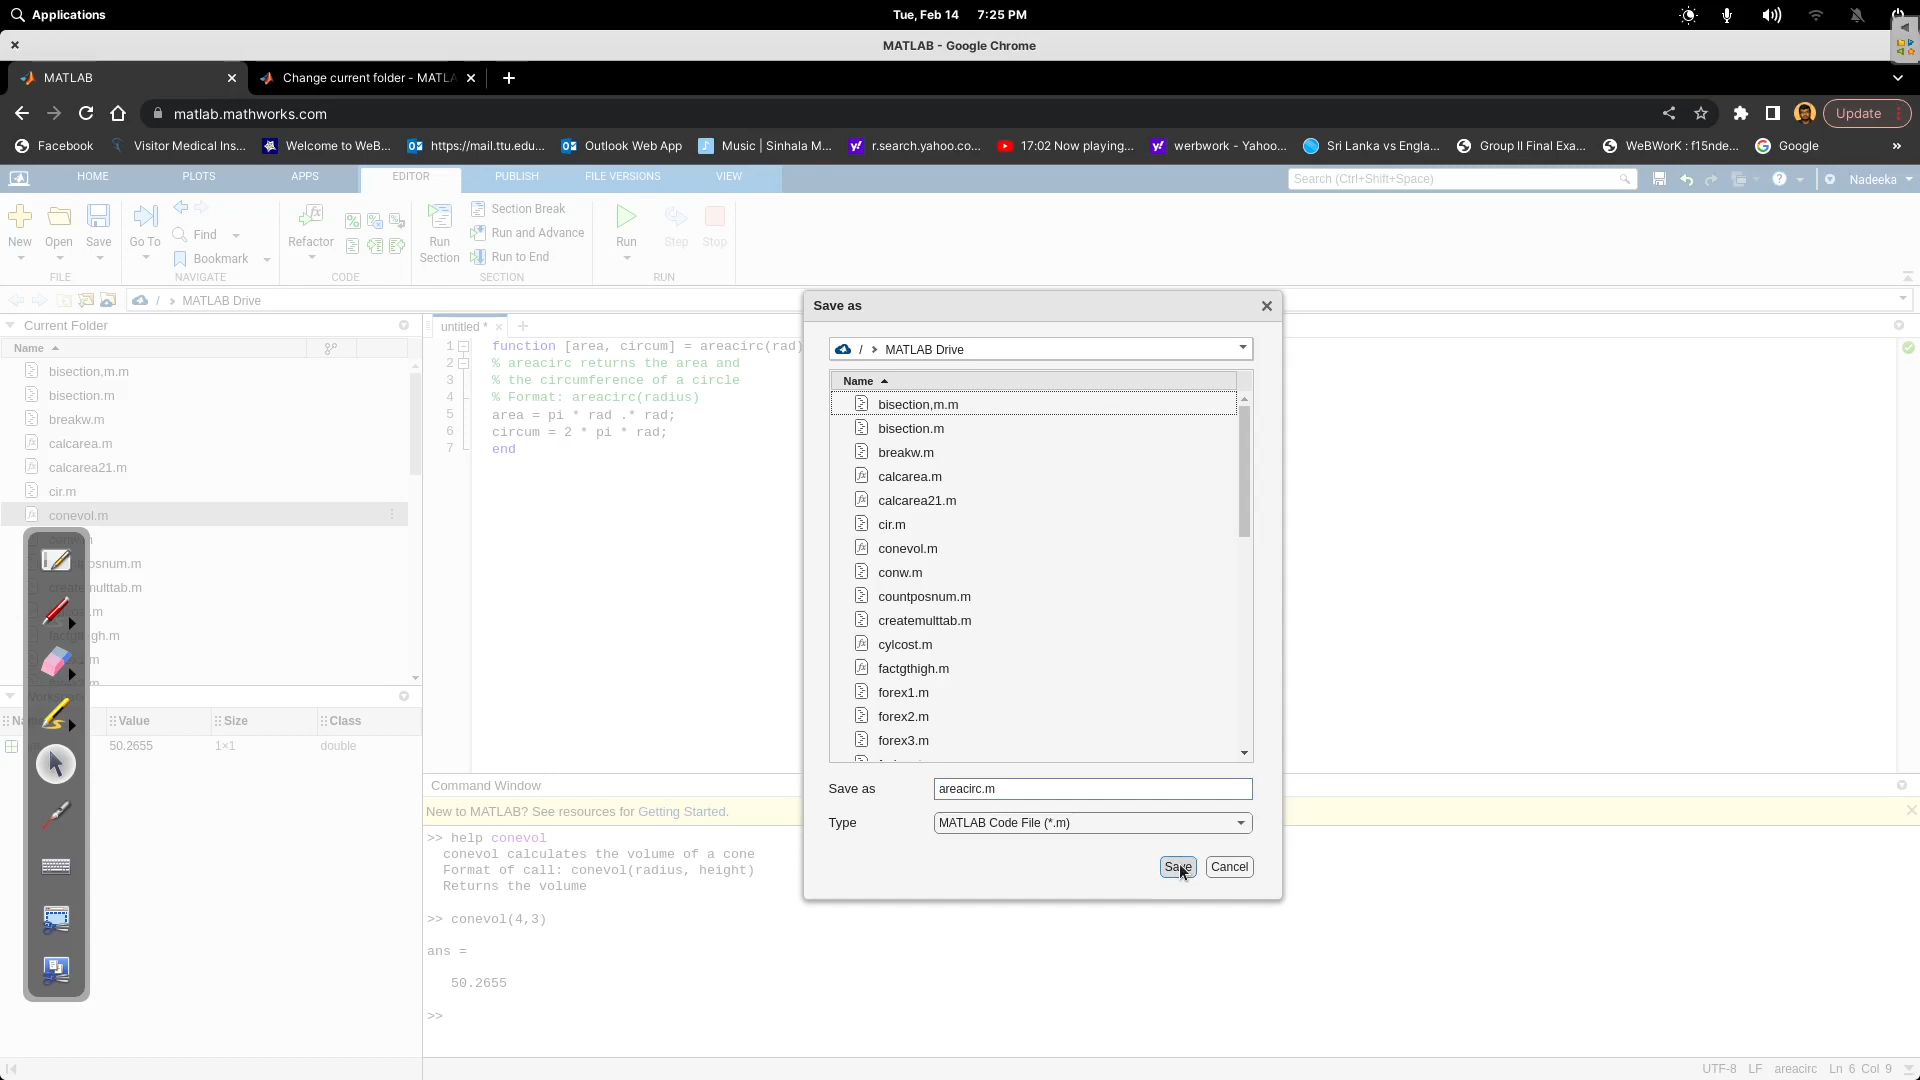 Applications
Tue, Feb 14 7:25 PM
MATLAB - Google Chrome
MATLAB
Change current folder - MATLA
matlab.mathworks.com
Update
Facebook
Visitor Medical Ins...
Welcome to WeB...
https://mail.ttu.edu...
Outlook Web App
Music | Sinhala M...
r.search.yahoo.co...
17:02 Now playing...
werbwork - Yahoo...
Sri Lanka vs Engla...
Group II Final Exa...
WeBWorK : f15nde...
Google
»
HOME PLOTS APPS EDITOR PUBLISH FILE VERSIONS VIEW
Search (Ctrl+Shift+Space)
Nadeeka
New
Open
Save
Go To
Find
Bookmark
Refactor
Run Section
Section Break
Run and Advance
Run to End
Run
Step
Stop
FILE NAVIGATE CODE SECTION RUN
/ > MATLAB Drive
Current Folder
Name
bisection,m.m
bisection.m
breakw.m
calcarea.m
calcarea21.m
cir.m
conevol.m
osnum.m
multtab.m
gh.m
Value Size Class
50.2655 1×1 double
untitled *
1 function [area, circum] = areacirc(rad)
2 % areacirc returns the area and
3 % the circumference of a circle
4 % Format: areacirc(radius)
5 area = pi * rad .* rad;
6 circum = 2 * pi * rad;
7 end
Command Window
New to MATLAB? See resources for Getting Started.
>> help conevol
conevol calculates the volume of a cone
Format of call: conevol(radius, height)
Returns the volume
>> conevol(4,3)
ans =
50.2655
>>
Save as
/ > MATLAB Drive
Name
bisection,m.m
bisection.m
breakw.m
calcarea.m
calcarea21.m
cir.m
conevol.m
conw.m
countposnum.m
createmulttab.m
cylcost.m
factgthigh.m
forex1.m
forex2.m
forex3.m
Save as areacirc.m
Type MATLAB Code File (*.m)
Save Cancel
UTF-8 LF areacirc Ln 6 Col 9